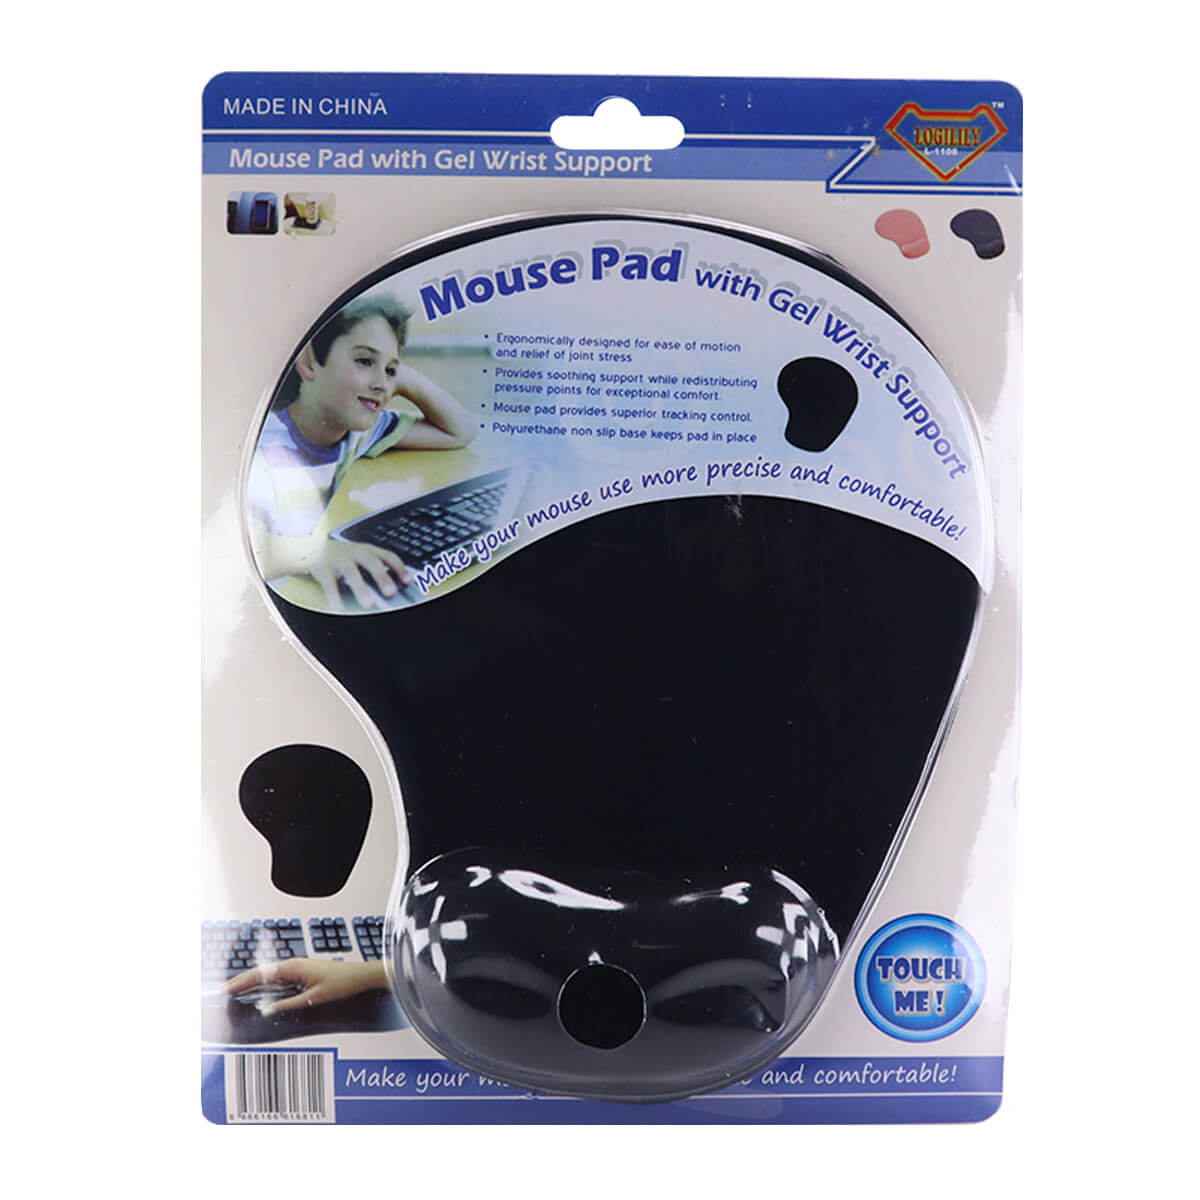 MADE IN CHINA
Mouse Pad with Gel Wrist Support
LOGILILY
TM
L-1108
Mouse Pad with Gel Wrist Support
• Ergonomically designed for ease of motion
and relief of joint stress
• Provides soothing support while redistributing
pressure points for exceptional comfort.
• Mouse pad provides superior tracking control.
• Polyurethane non slip base keeps pad in place
Make your mouse use more precise and comfortable!
TOUCH
ME!
Make your and comfortable!